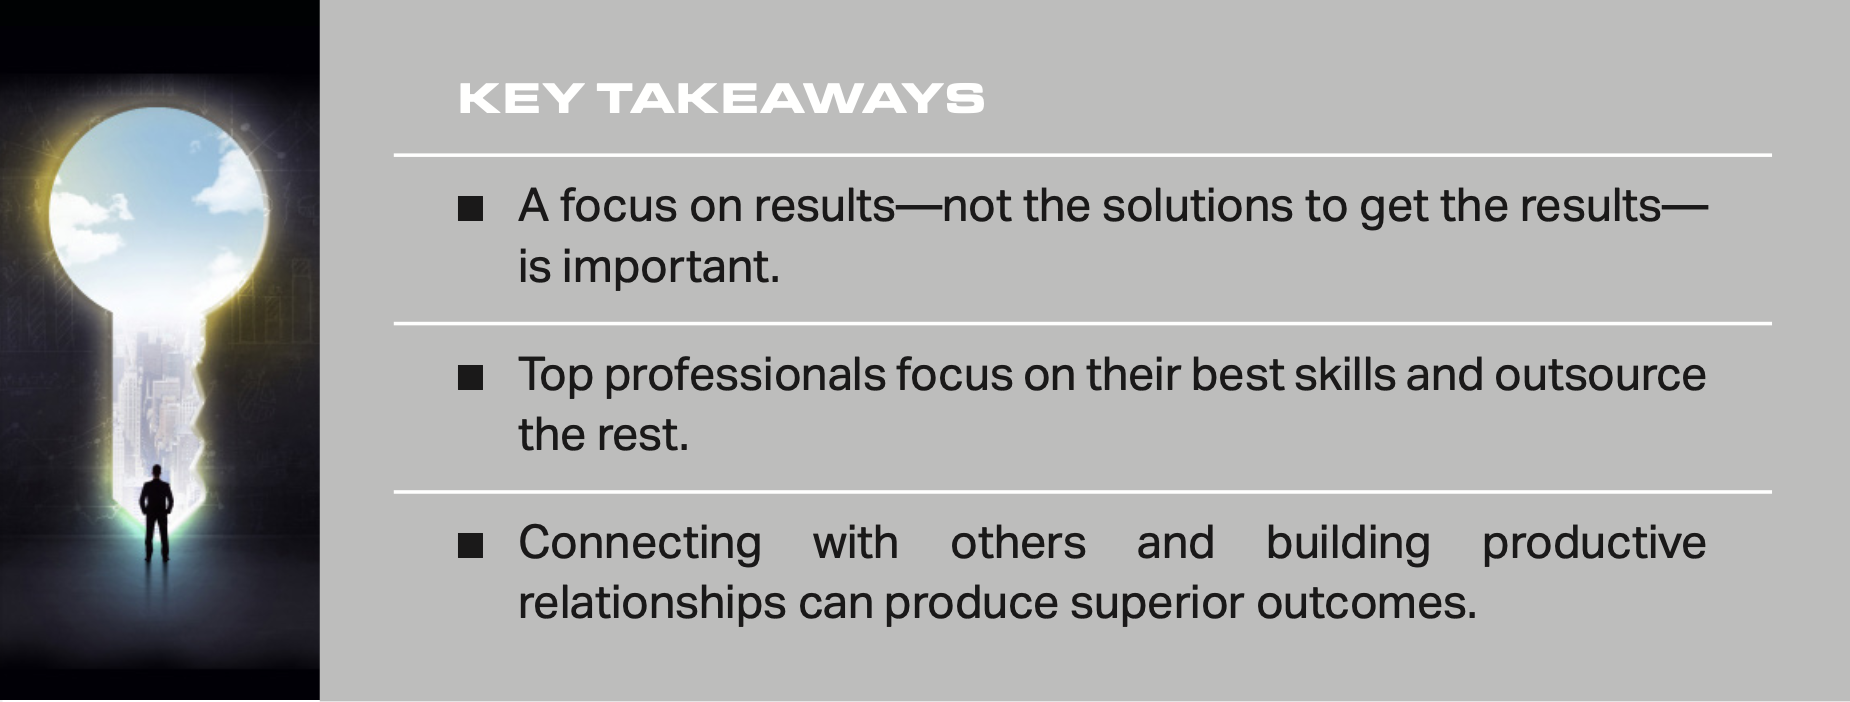 KEY TAKEAWAYS
■ A focus on results—not the solutions to get the results—
is important.
■ Top professionals focus on their best skills and outsource
the rest.
■ Connecting with others and building productive
relationships can produce superior outcomes.